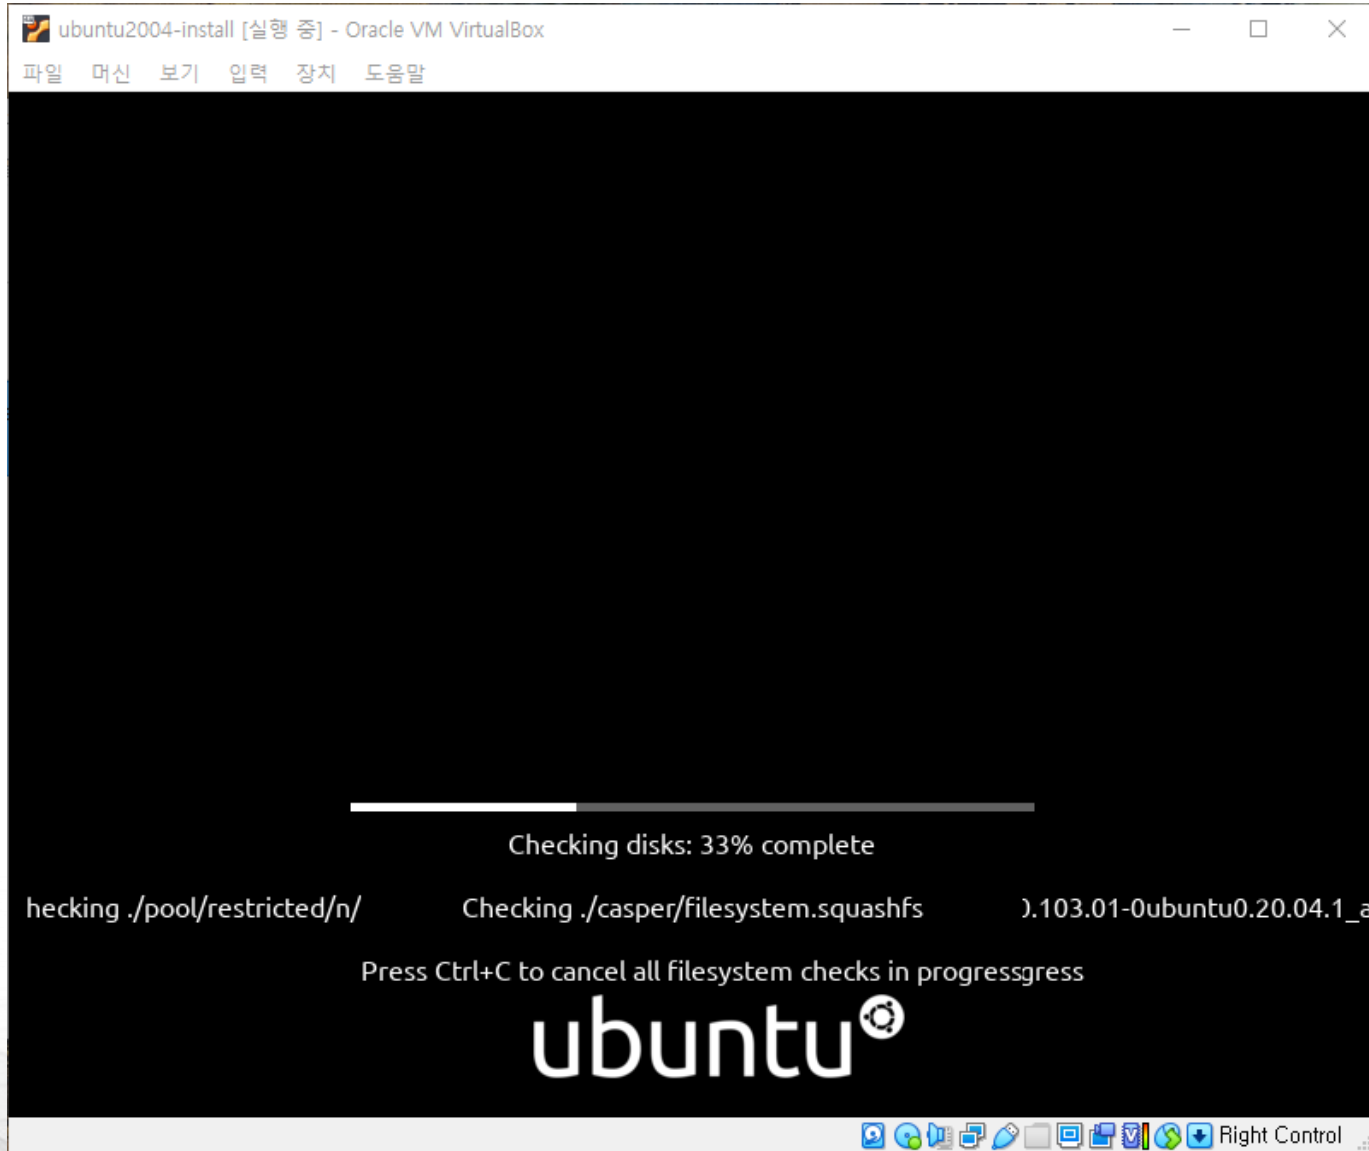 ubuntu2004-install [실행 중] - Oracle VM VirtualBox
파일 머신 보기 입력 장치 도움말
Checking disks: 33% complete
hecking ./pool/restricted/n/ Checking ./casper/filesystem.squashfs 0.103.01-0ubuntu0.20.04.1_a
Press Ctrl+C to cancel all filesystem checks in progressgress
ubuntu
Right Control